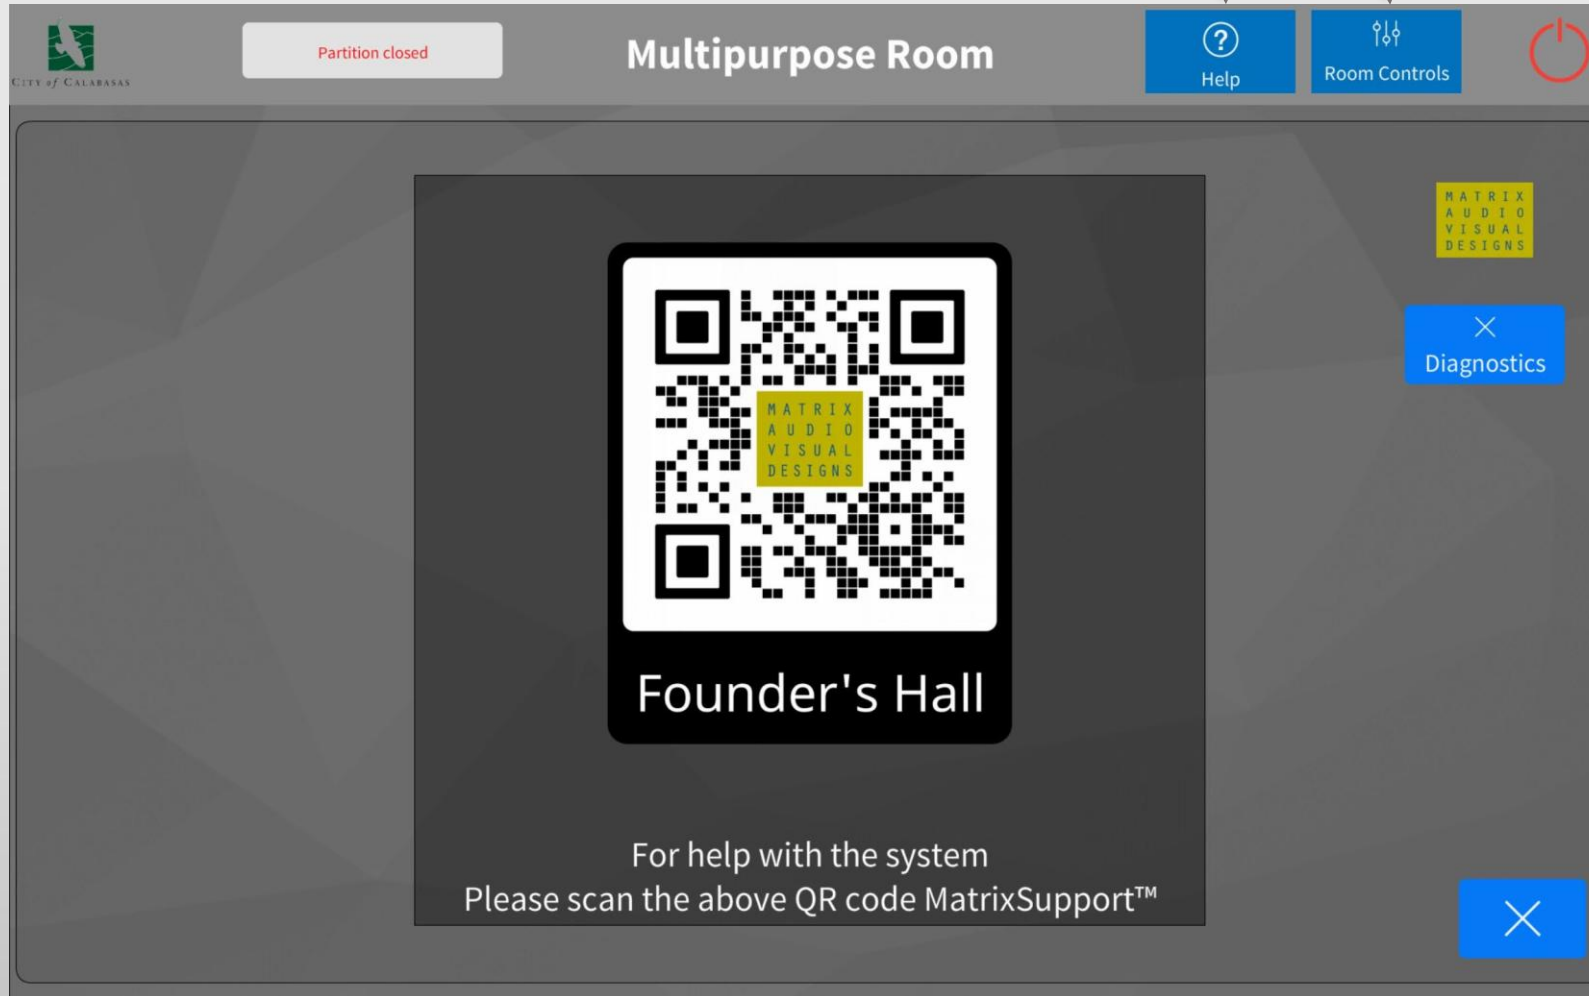 CITY of CALABASAS
Partition closed
Multipurpose Room
Help
Room Controls
MATRIX
AUDIO
VISUAL
DESIGNS
Diagnostics
MATRIX
AUDIO
VISUAL
DESIGNS
Founder's Hall
For help with the system
Please scan the above QR code MatrixSupport™